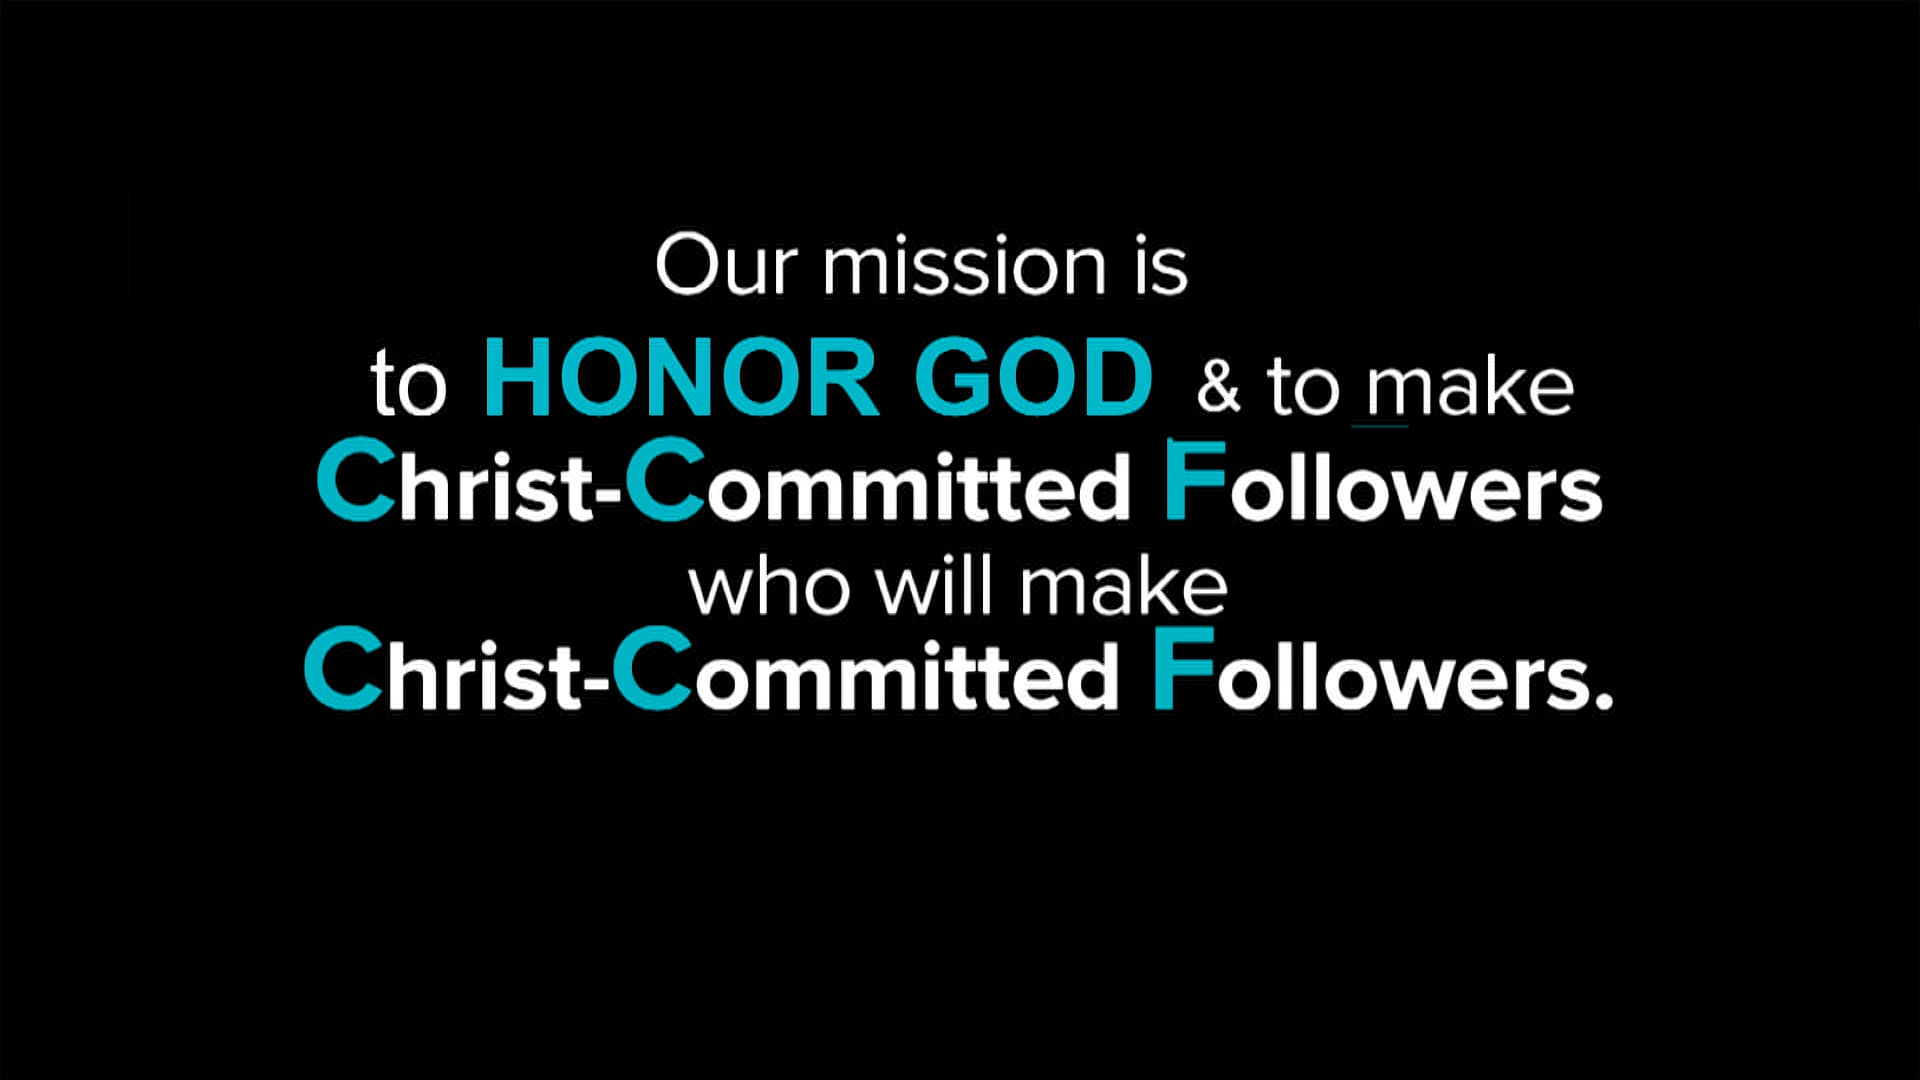 Our mission is
to HONOR GOD & to make
Christ-Committed Followers
who will make
Christ-Committed Followers.